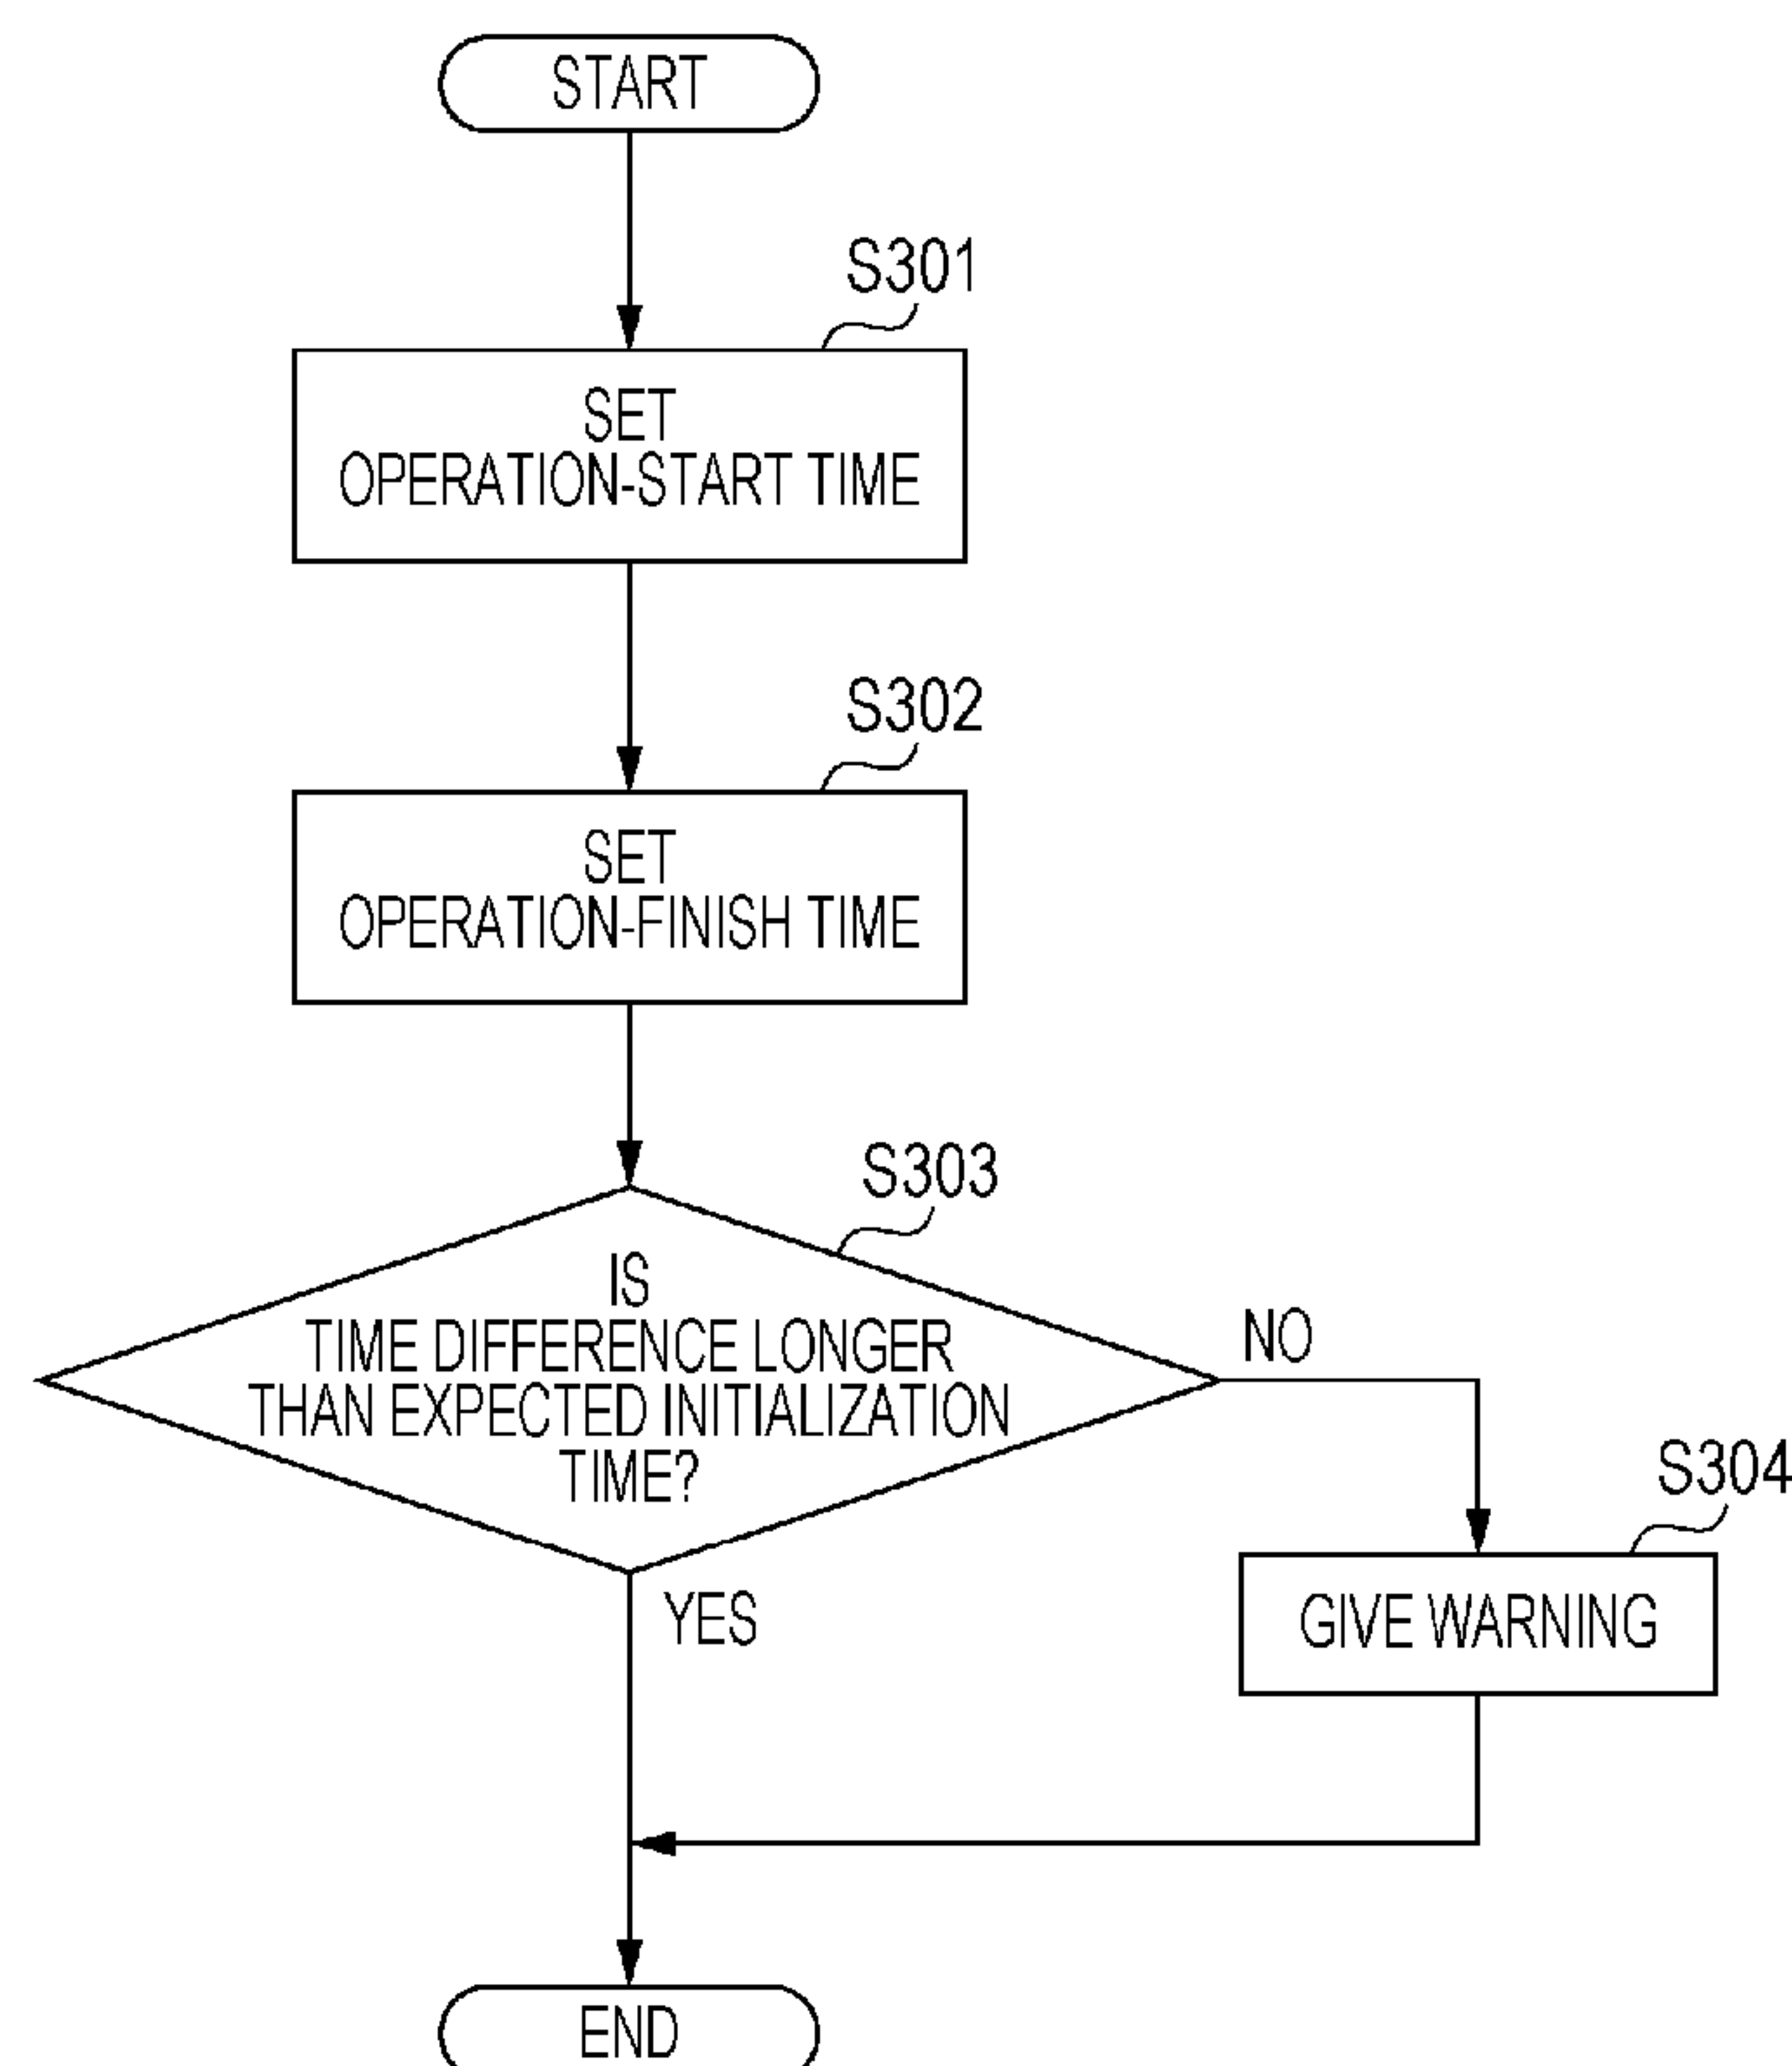 START
S301
SET
OPERATION-START TIME
S302
SET
OPERATION-FINISH TIME
S303
IS
TIME DIFFERENCE LONGER
THAN EXPECTED INITIALIZATION
TIME?
NO
S304
GIVE WARNING
YES
END